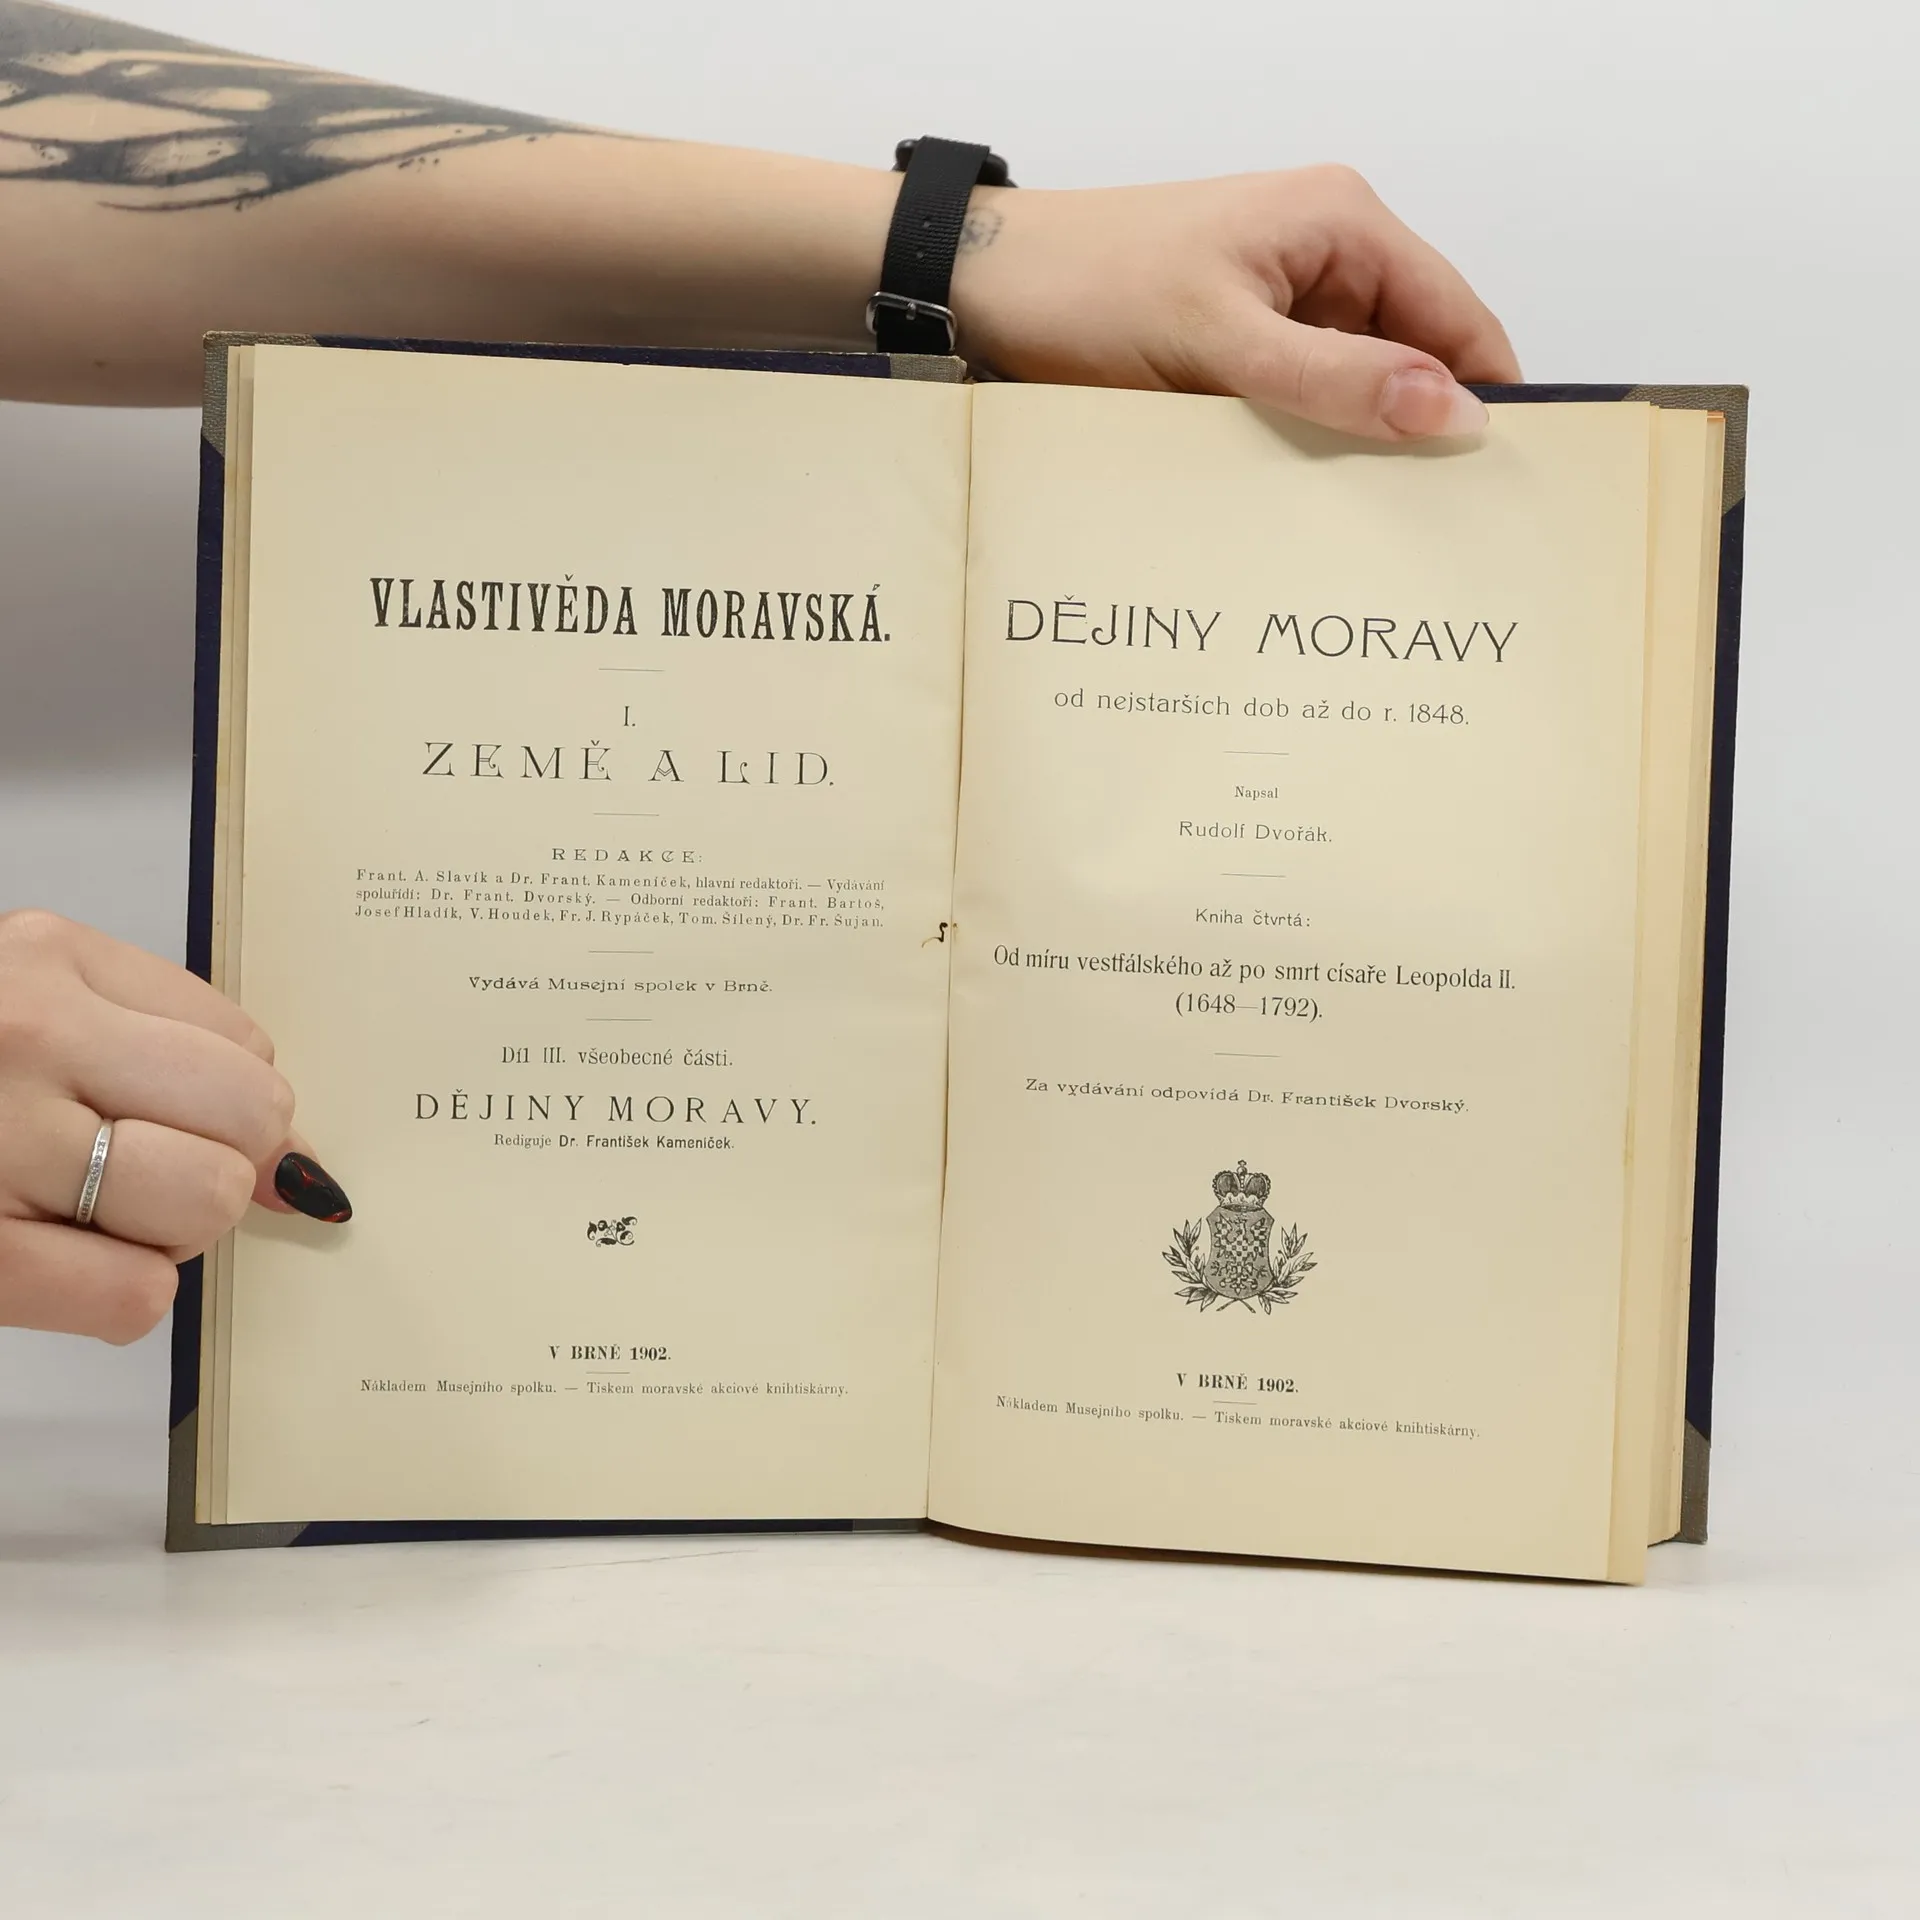 VLASTIVĚDA MORAVSKÁ.
I.
ZEMĚ A LID.
REDAKCE:
Frant. A. Slavík a Dr. Frant. Kameníček, hlavní redaktoři. — Vydávání
spoluřídí: Dr. Frant. Dvorský. — Odborní redaktoři: Frant. Bartoš,
Josef Hladík, V. Houdek, Fr. J. Rypáček, Tom. Šílený, Dr. Fr. Šujan.
Vydává Musejní spolek v Brně.
Díl III. všeobecné části.
DĚJINY MORAVY.
Rediguje Dr. František Kameníček.
V BRNĚ 1902.
Nákladem Musejního spolku. — Tiskem moravské akciové knihtiskárny.
DĚJINY MORAVY
od nejstarších dob až do r. 1848.
Napsal
Rudolf Dvořák.
Kniha čtvrtá:
Od míru vestfálského až po smrt císaře Leopolda II.
(1648—1792).
Za vydávání odpovídá Dr. František Dvorský.
V BRNĚ 1902.
Nákladem Musejního spolku. — Tiskem moravské akciové knihtiskárny.